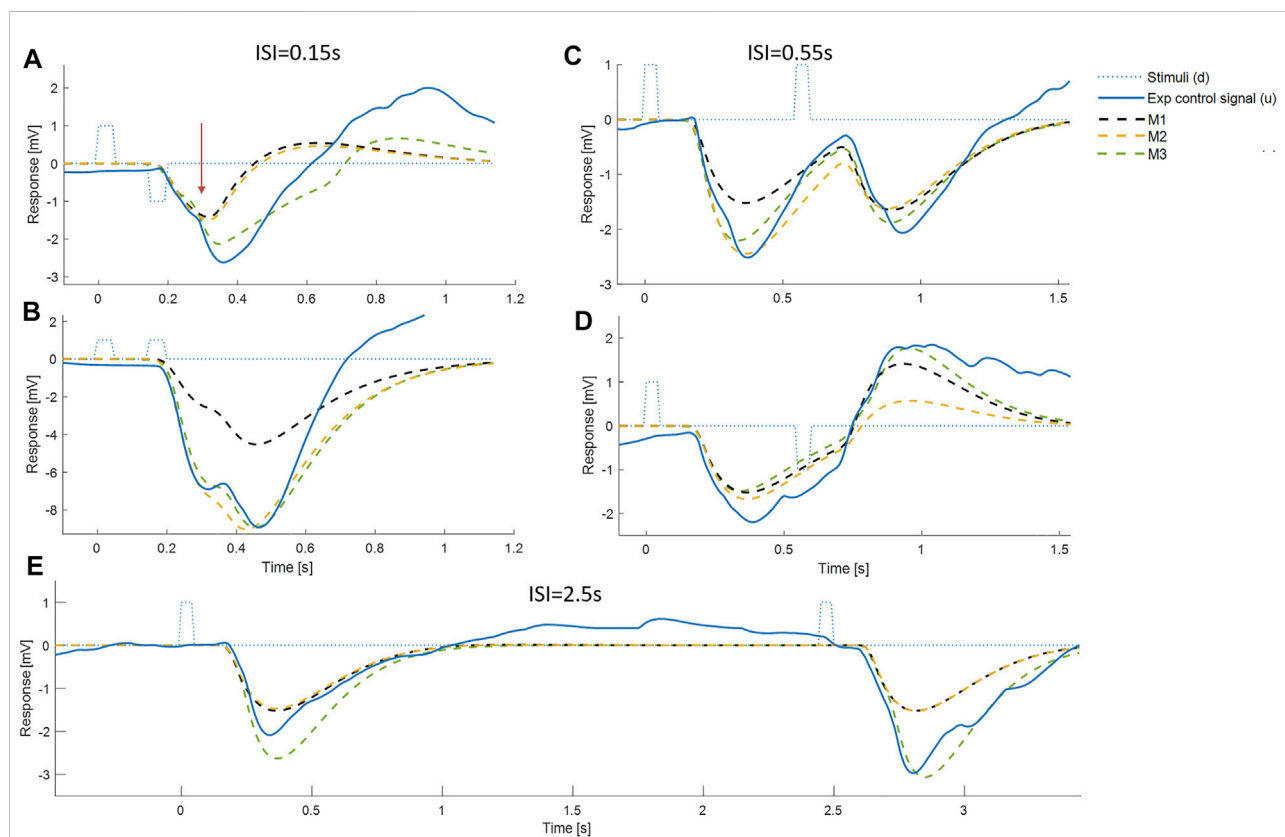 A
ISI=0.15s
Response [mV]
2
1
0
-1
-2
-3
0
0.2
0.4
0.6
0.8
1
1.2
B
Response [mV]
2
0
-2
-4
-6
-8
0
0.2
0.4
0.6
0.8
1
1.2
Time [s]
C
ISI=0.55s
Response [mV]
1
0
-1
-2
-3
0
0.5
1
1.5
Stimuli (d)
Exp control signal (u)
M1
M2
M3
D
Response [mV]
2
1
0
-1
-2
0
0.5
1
1.5
Time [s]
E
ISI=2.5s
Response [mV]
1
0
-1
-2
-3
0
0.5
1
1.5
2
2.5
3
Time [s]